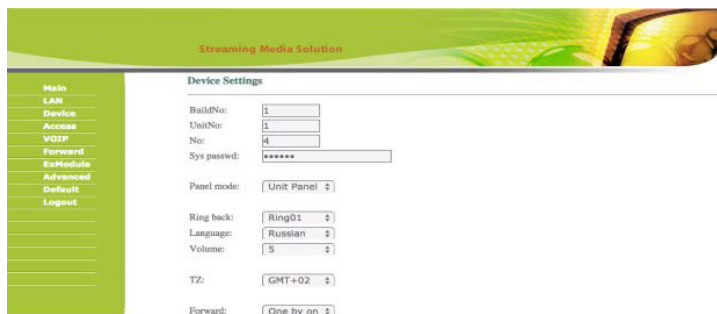 Streaming Media Solution
Main
LAN
Device
Access
VOIP
Forward
ExModule
Advanced
Default
Logout
Device Settings
BuildNo: 1
UnitNo: 1
No: 4
Sys passwd: ••••••
Panel mode: Unit Panel
Ring back: Ring01
Language: Russian
Volume: 5
TZ: GMT+02
Forward: One by on